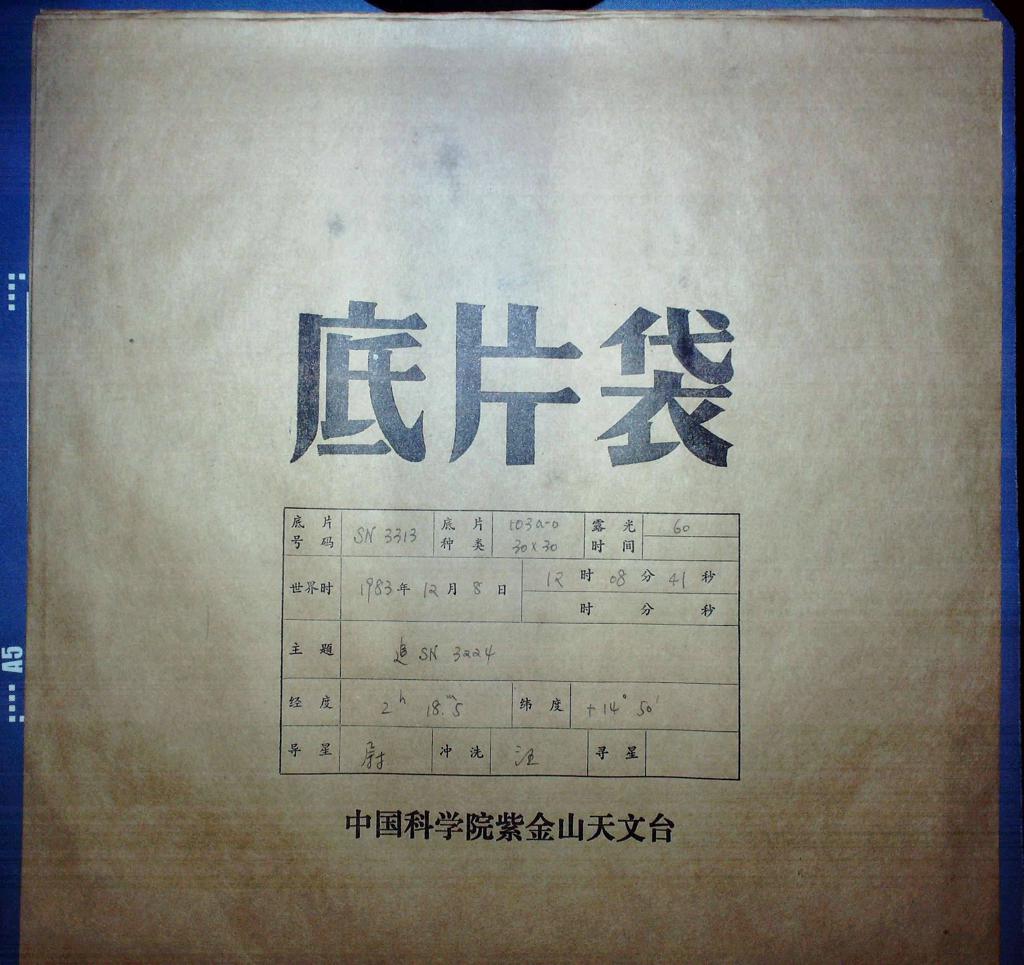 底片袋
底片号码 SN 3313 底片种类 103a-0 30×30 露光时间 60
世界时 1983年 12月 8日 12时 08分 41秒
时 分 秒
主题 追 SN 3224
经度 2h 18.m5 纬度 +14° 50'
导星 尉 冲洗 汪 寻星
中国科学院紫金山天文台
A5